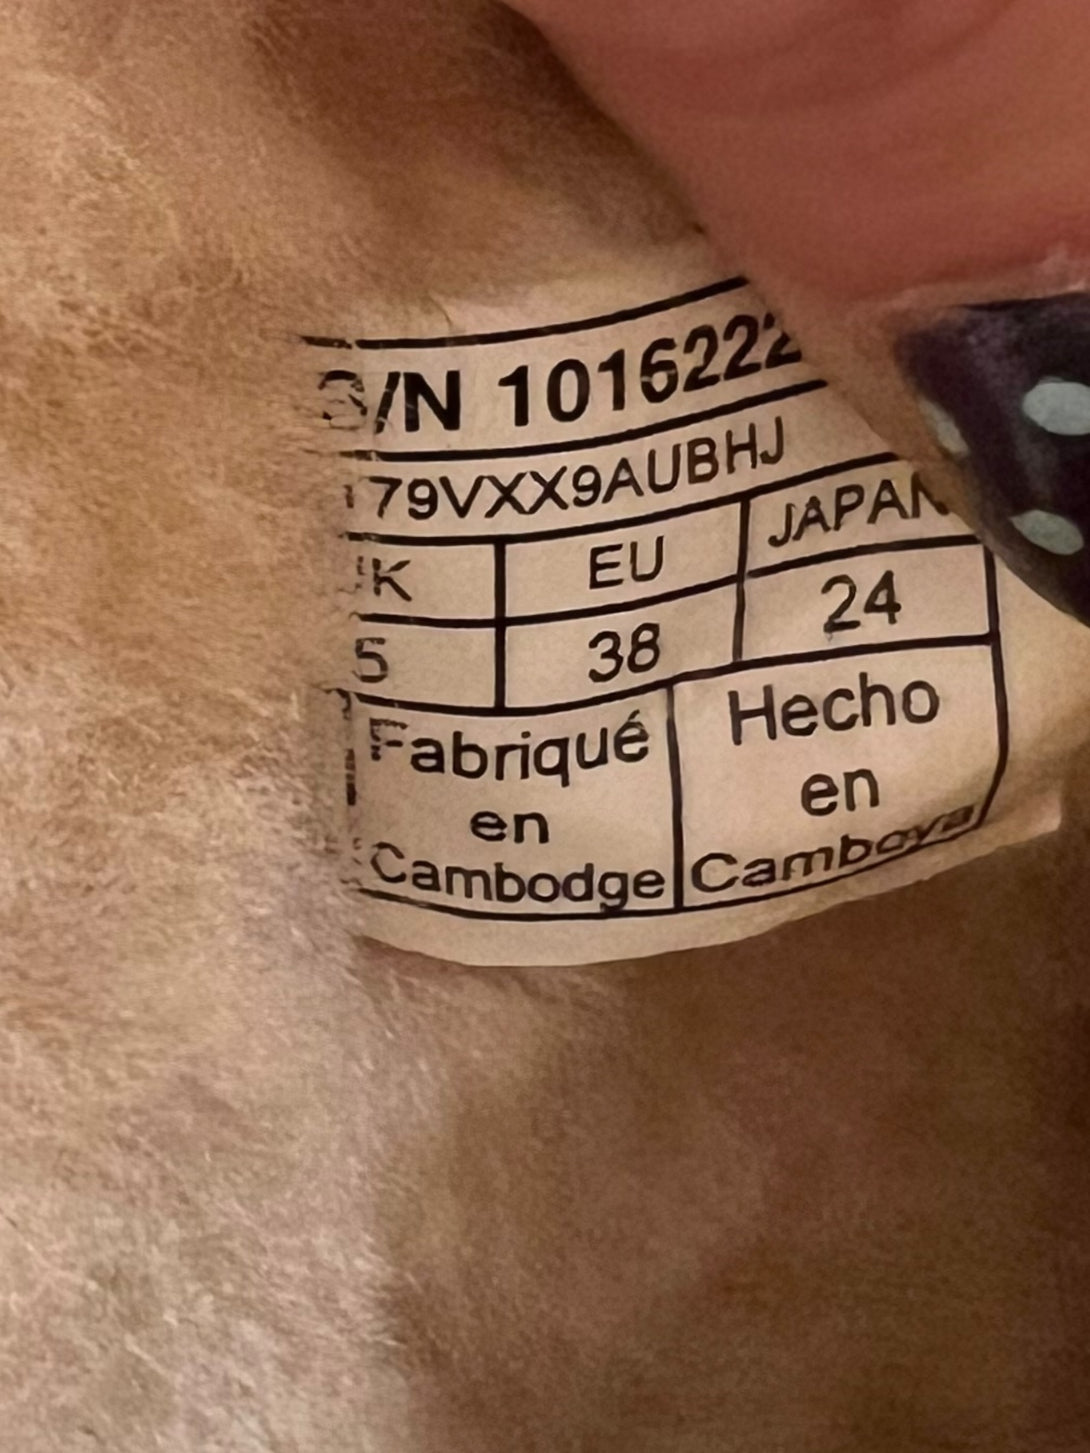 S/N 1016222
179VXX9AUBHJ
UK EU JAPAN
5 38 24
Fabriqué Hecho
en en
Cambodge Camboya